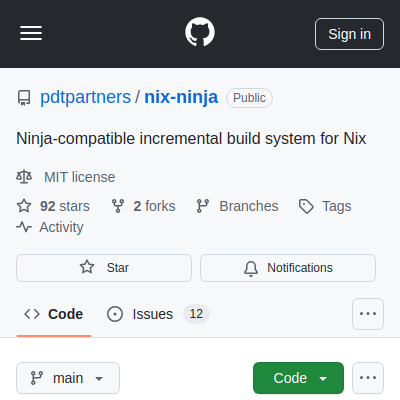 Sign in
pdtpartners / nix-ninja Public
Ninja-compatible incremental build system for Nix
MIT license
92 stars 2 forks Branches Tags
Activity
Star Notifications
Code Issues 12
main Code